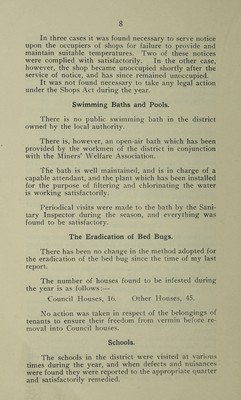 8
In three cases it was found necessary to serve notice
upon the occupiers of shops for failure to provide and
maintain suitable temperatures. Two of these notices
were complied with satisfactorily. In the other case,
however, the shop became unoccupied shortly after the
service of notice, and has since remained unoccupied.
It was not found necessary to take any legal action
under the Shops Act during the year.
Swimming Baths and Pools.
There is no public swimming bath in the district
owned by the local authority.
There is, however, an open-air bath which has been
provided by the workmen of the district in conjunction
with the Miners' Welfare Association.
The bath is well maintained, and is in charge of a
capable attendant, and the plant which has been installed
for the purpose of filtering and chlorinating the water
is working satisfactorily.
Periodical visits were made to the bath by the Sani-
tary Inspector during the season, and everything was
found to be satisfactory.
The Eradication of Bed Bugs.
There has been no change in the method adopted for
the eradication of the bed bug since the time of my last
report.
The number of houses found to be infested during
the year is as follows:—
Council Houses, 16. Other Houses, 45.
No action was taken in respect of the belongings of
tenants to ensure their freedom from vermin before re-
moval into Council houses.
Schools.
The schools in the district were visited at various
times during the year, and when defects and nuisances
were found they were reported to the appropriate quarter
and satisfactorily remedied.